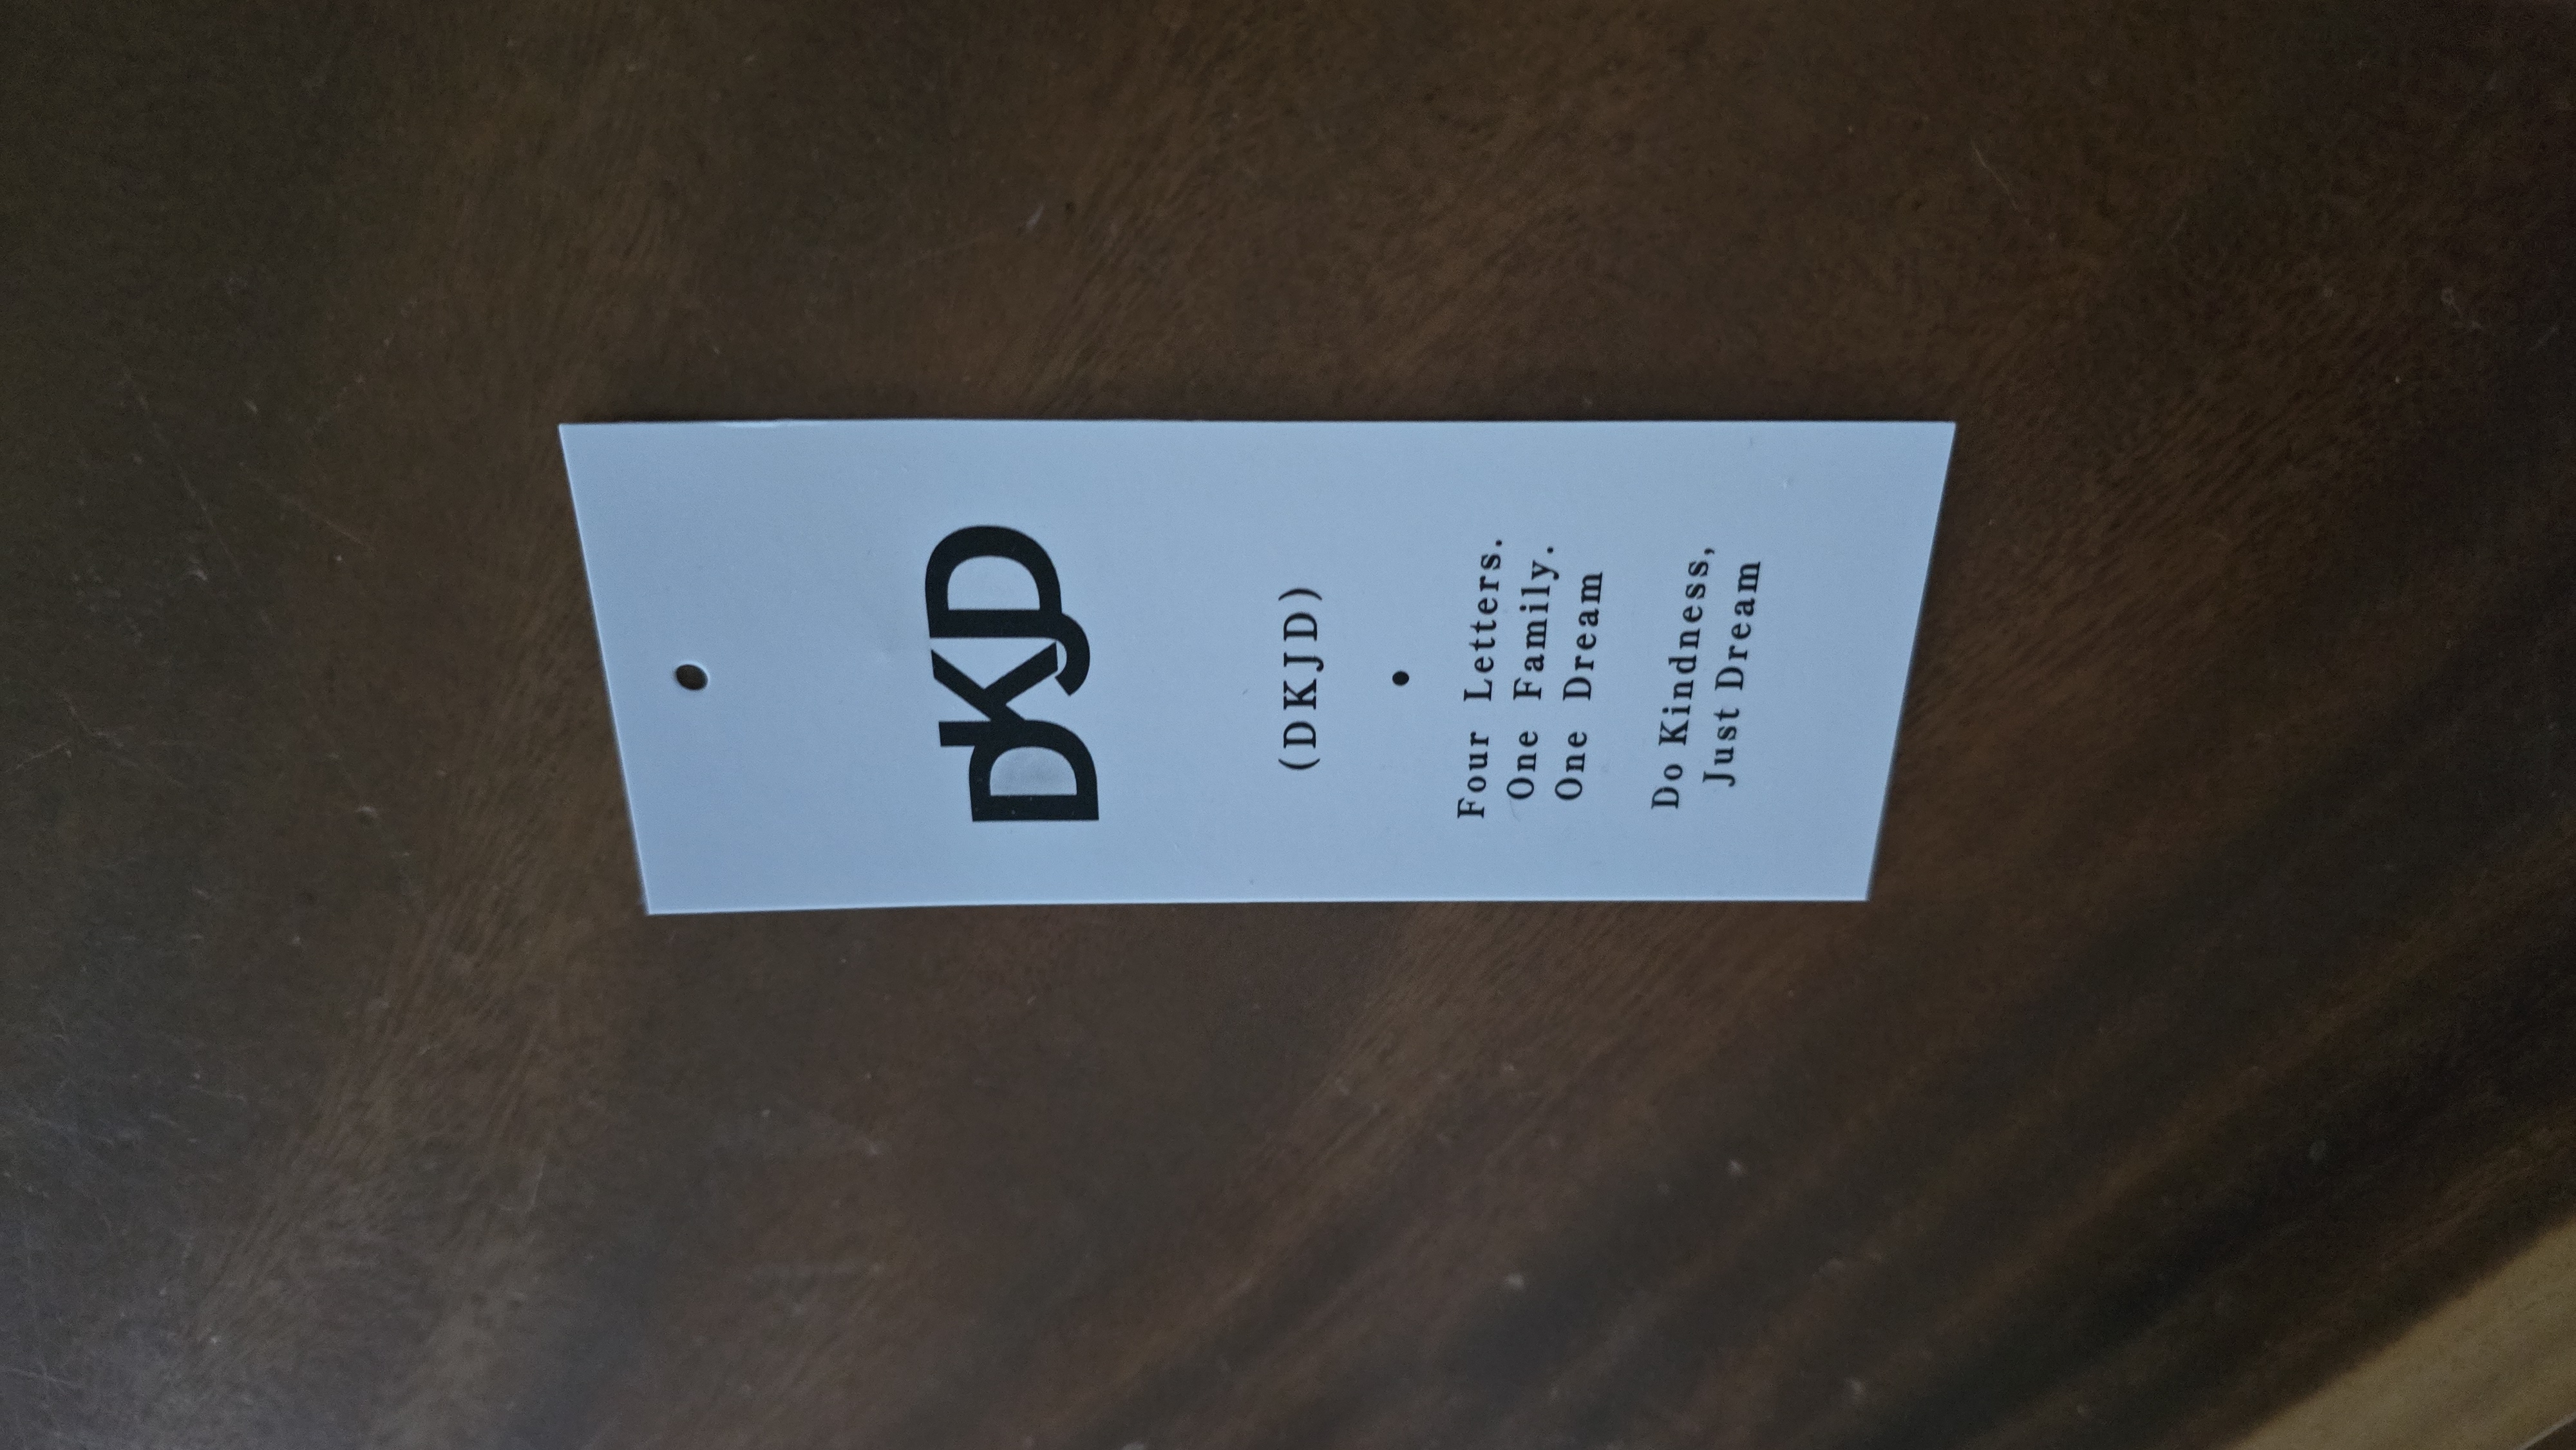 DKJD
(DKJD)
•
Four Letters.
One Family.
One Dream
Do Kindness,
Just Dream